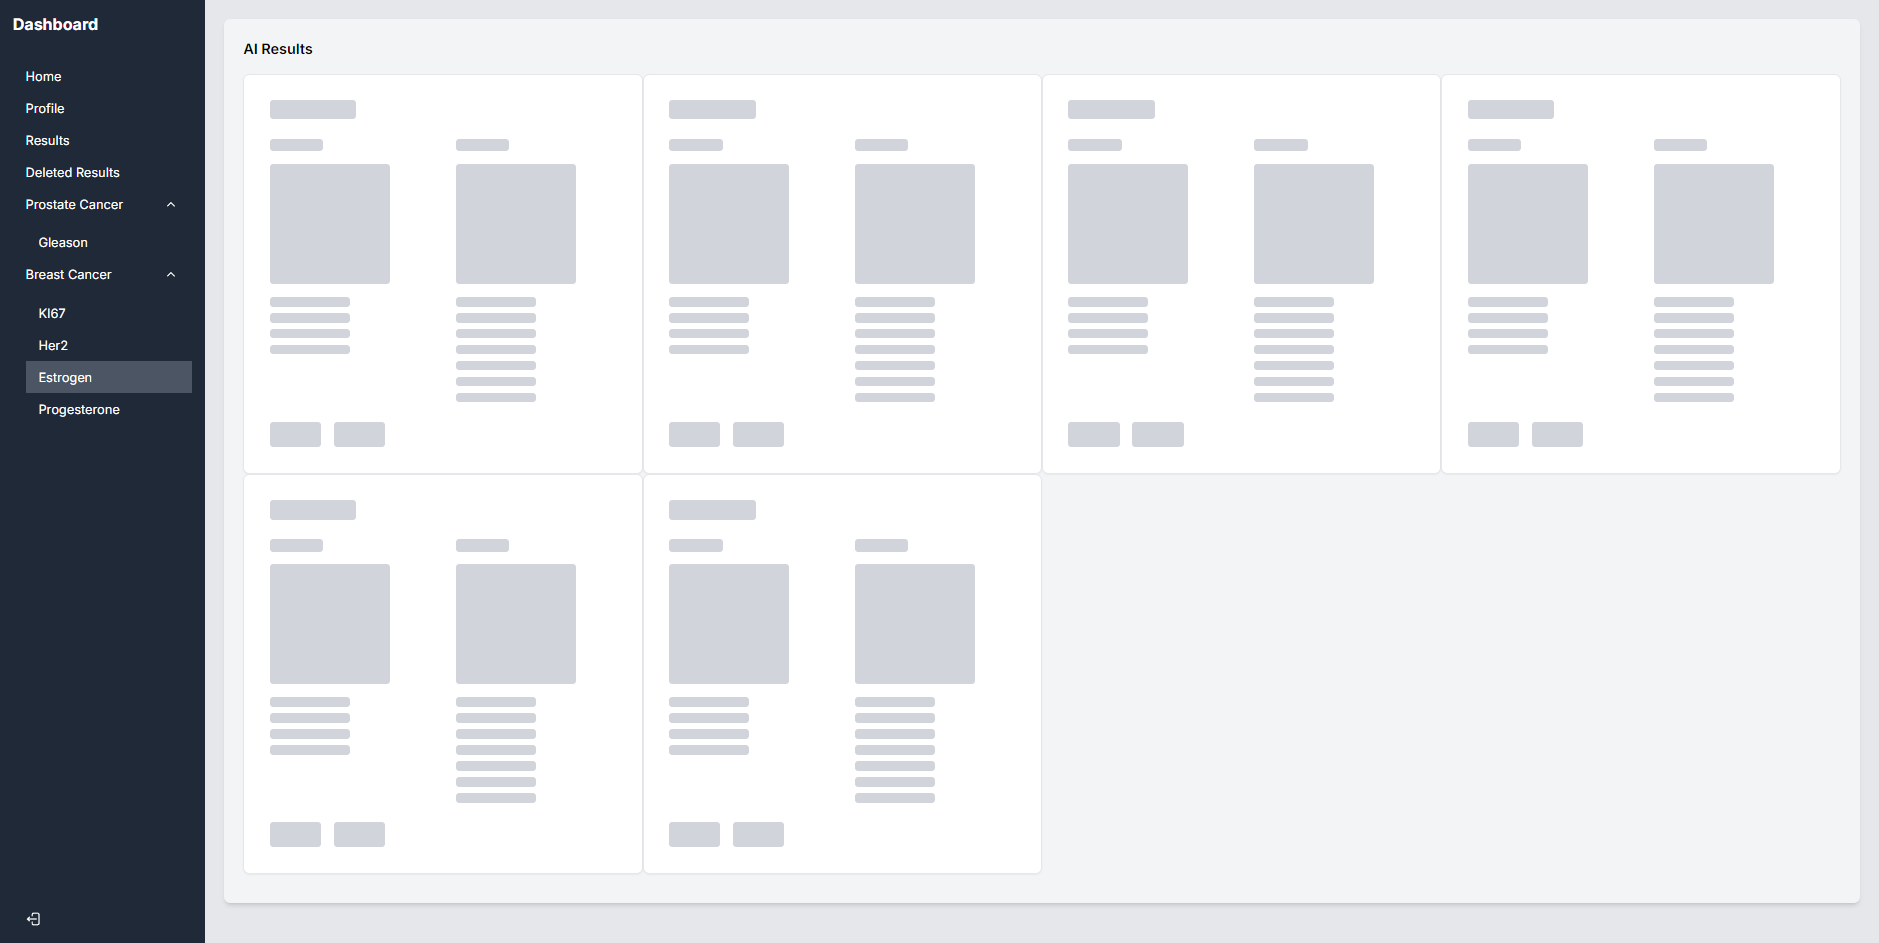 Dashboard
Home
Profile
Results
Deleted Results
Prostate Cancer
Gleason
Breast Cancer
KI67
Her2
Estrogen
Progesterone
AI Results